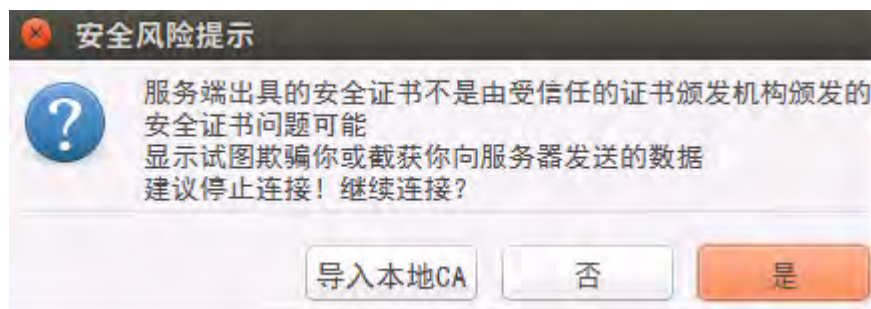 安全风险提示
服务端出具的安全证书不是由受信任的证书颁发机构颁发的
安全证书问题可能
显示试图欺骗你或截获你向服务器发送的数据
建议停止连接！继续连接？
导入本地CA 否 是